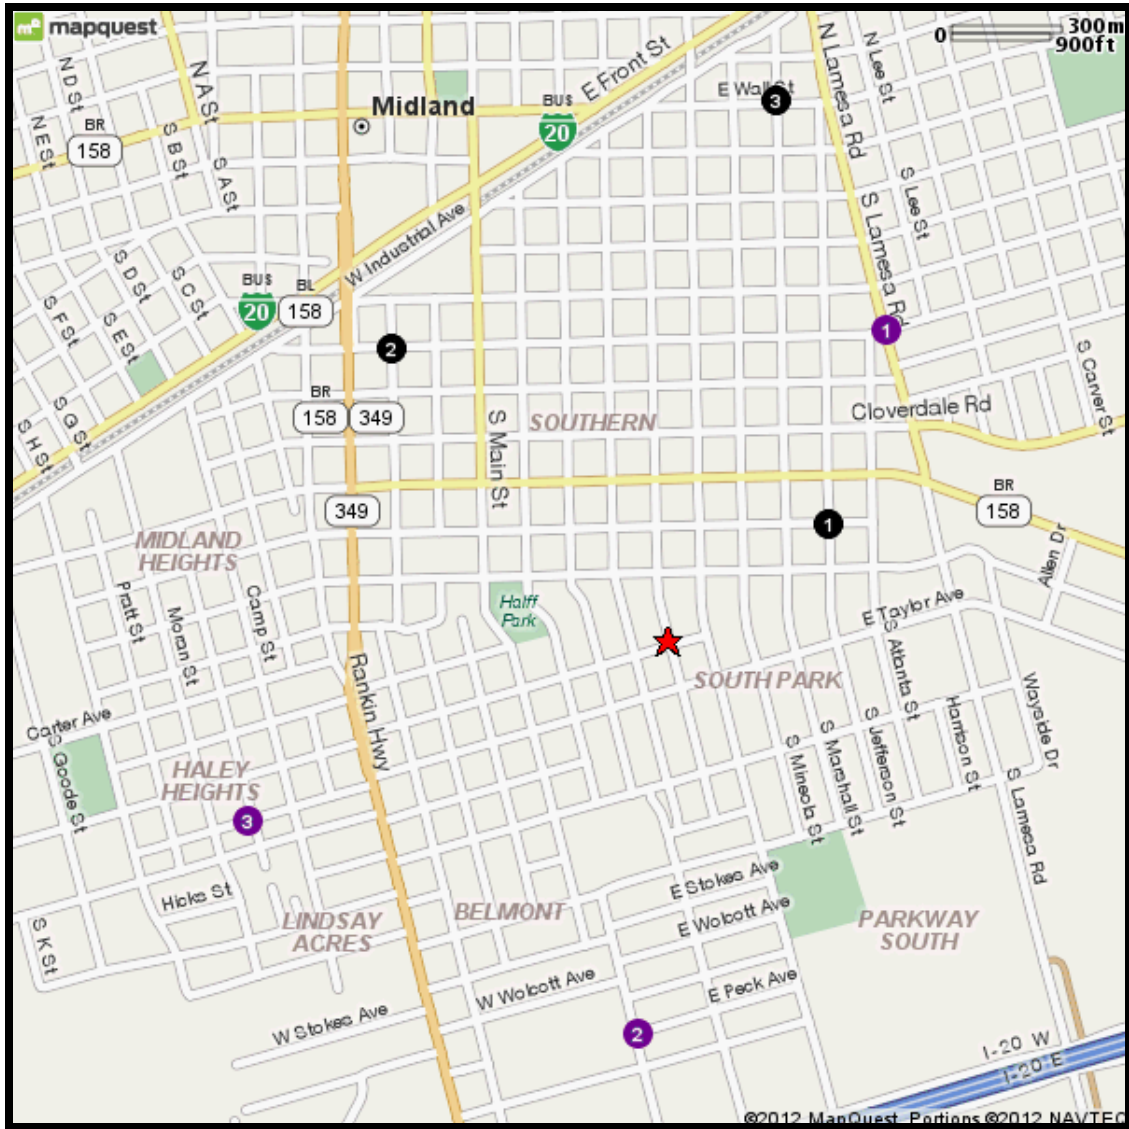 mapquest
0
300m
900ft
N D St
N A St
E Front St
N Lamesa Rd
N Lee St
E Wall St
3
Midland
BUS
20
BR
158
N E St
S B St
S A St
S Lee St
S Lamesa Rd
W Industrial Ave
S D St
S C St
BUS
20
BL
158
S F St
S E St
1
2
S Carver St
BR
158
349
S G St
S H St
S Main St
SOUTHERN
Cloverdale Rd
349
BR
158
1
MIDLAND
HEIGHTS
Allen Dr
Pratt St
Moran St
Camp St
Halff
Park
E Taylor Ave
S Atlanta St
Rankin Hwy
SOUTH PARK
Wayside Dr
Harrison St
Carter Ave
S Goode St
S Jefferson St
S Marshall St
S Mineola St
HALEY
HEIGHTS
3
S Lamesa Rd
Hicks St
E Stokes Ave
LINDSAY
ACRES
BELMONT
E Wolcott Ave
PARKWAY
SOUTH
S K St
W Wolcott Ave
E Peck Ave
W Stokes Ave
2
I-20 W
I-20 E
©2012 MapQuest Portions ©2012 NAVTEQ